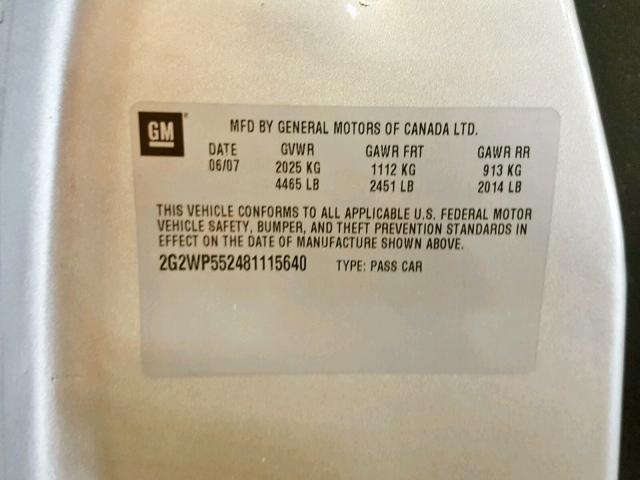 GM
MFD BY GENERAL MOTORS OF CANADA LTD.
DATE GVWR GAWR FRT GAWR RR
06/07 2025 KG 1112 KG 913 KG
4465 LB 2451 LB 2014 LB
THIS VEHICLE CONFORMS TO ALL APPLICABLE U.S. FEDERAL MOTOR
VEHICLE SAFETY, BUMPER, AND THEFT PREVENTION STANDARDS IN
EFFECT ON THE DATE OF MANUFACTURE SHOWN ABOVE.
2G2WP552481115640 TYPE: PASS CAR